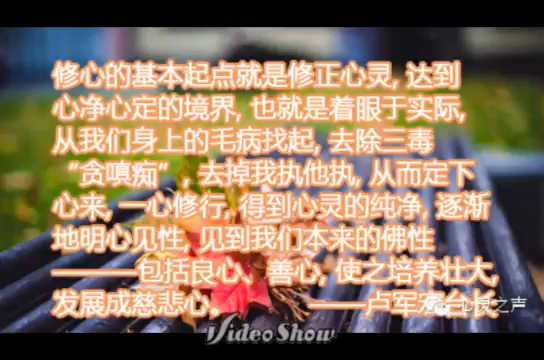 修心的基本起点就是修正心灵, 达到
心净心定的境界, 也就是着眼于实际,
从我们身上的毛病找起, 去除三毒
“贪嗔痴”, 去掉我执他执, 从而定下
心来, 一心修行, 得到心灵的纯净, 逐渐
地明心见性, 见到我们本来的佛性
————包括良心、善心, 使之培养壮大,
发展成慈悲心。 ——卢军宏台长
之声
VideoShow